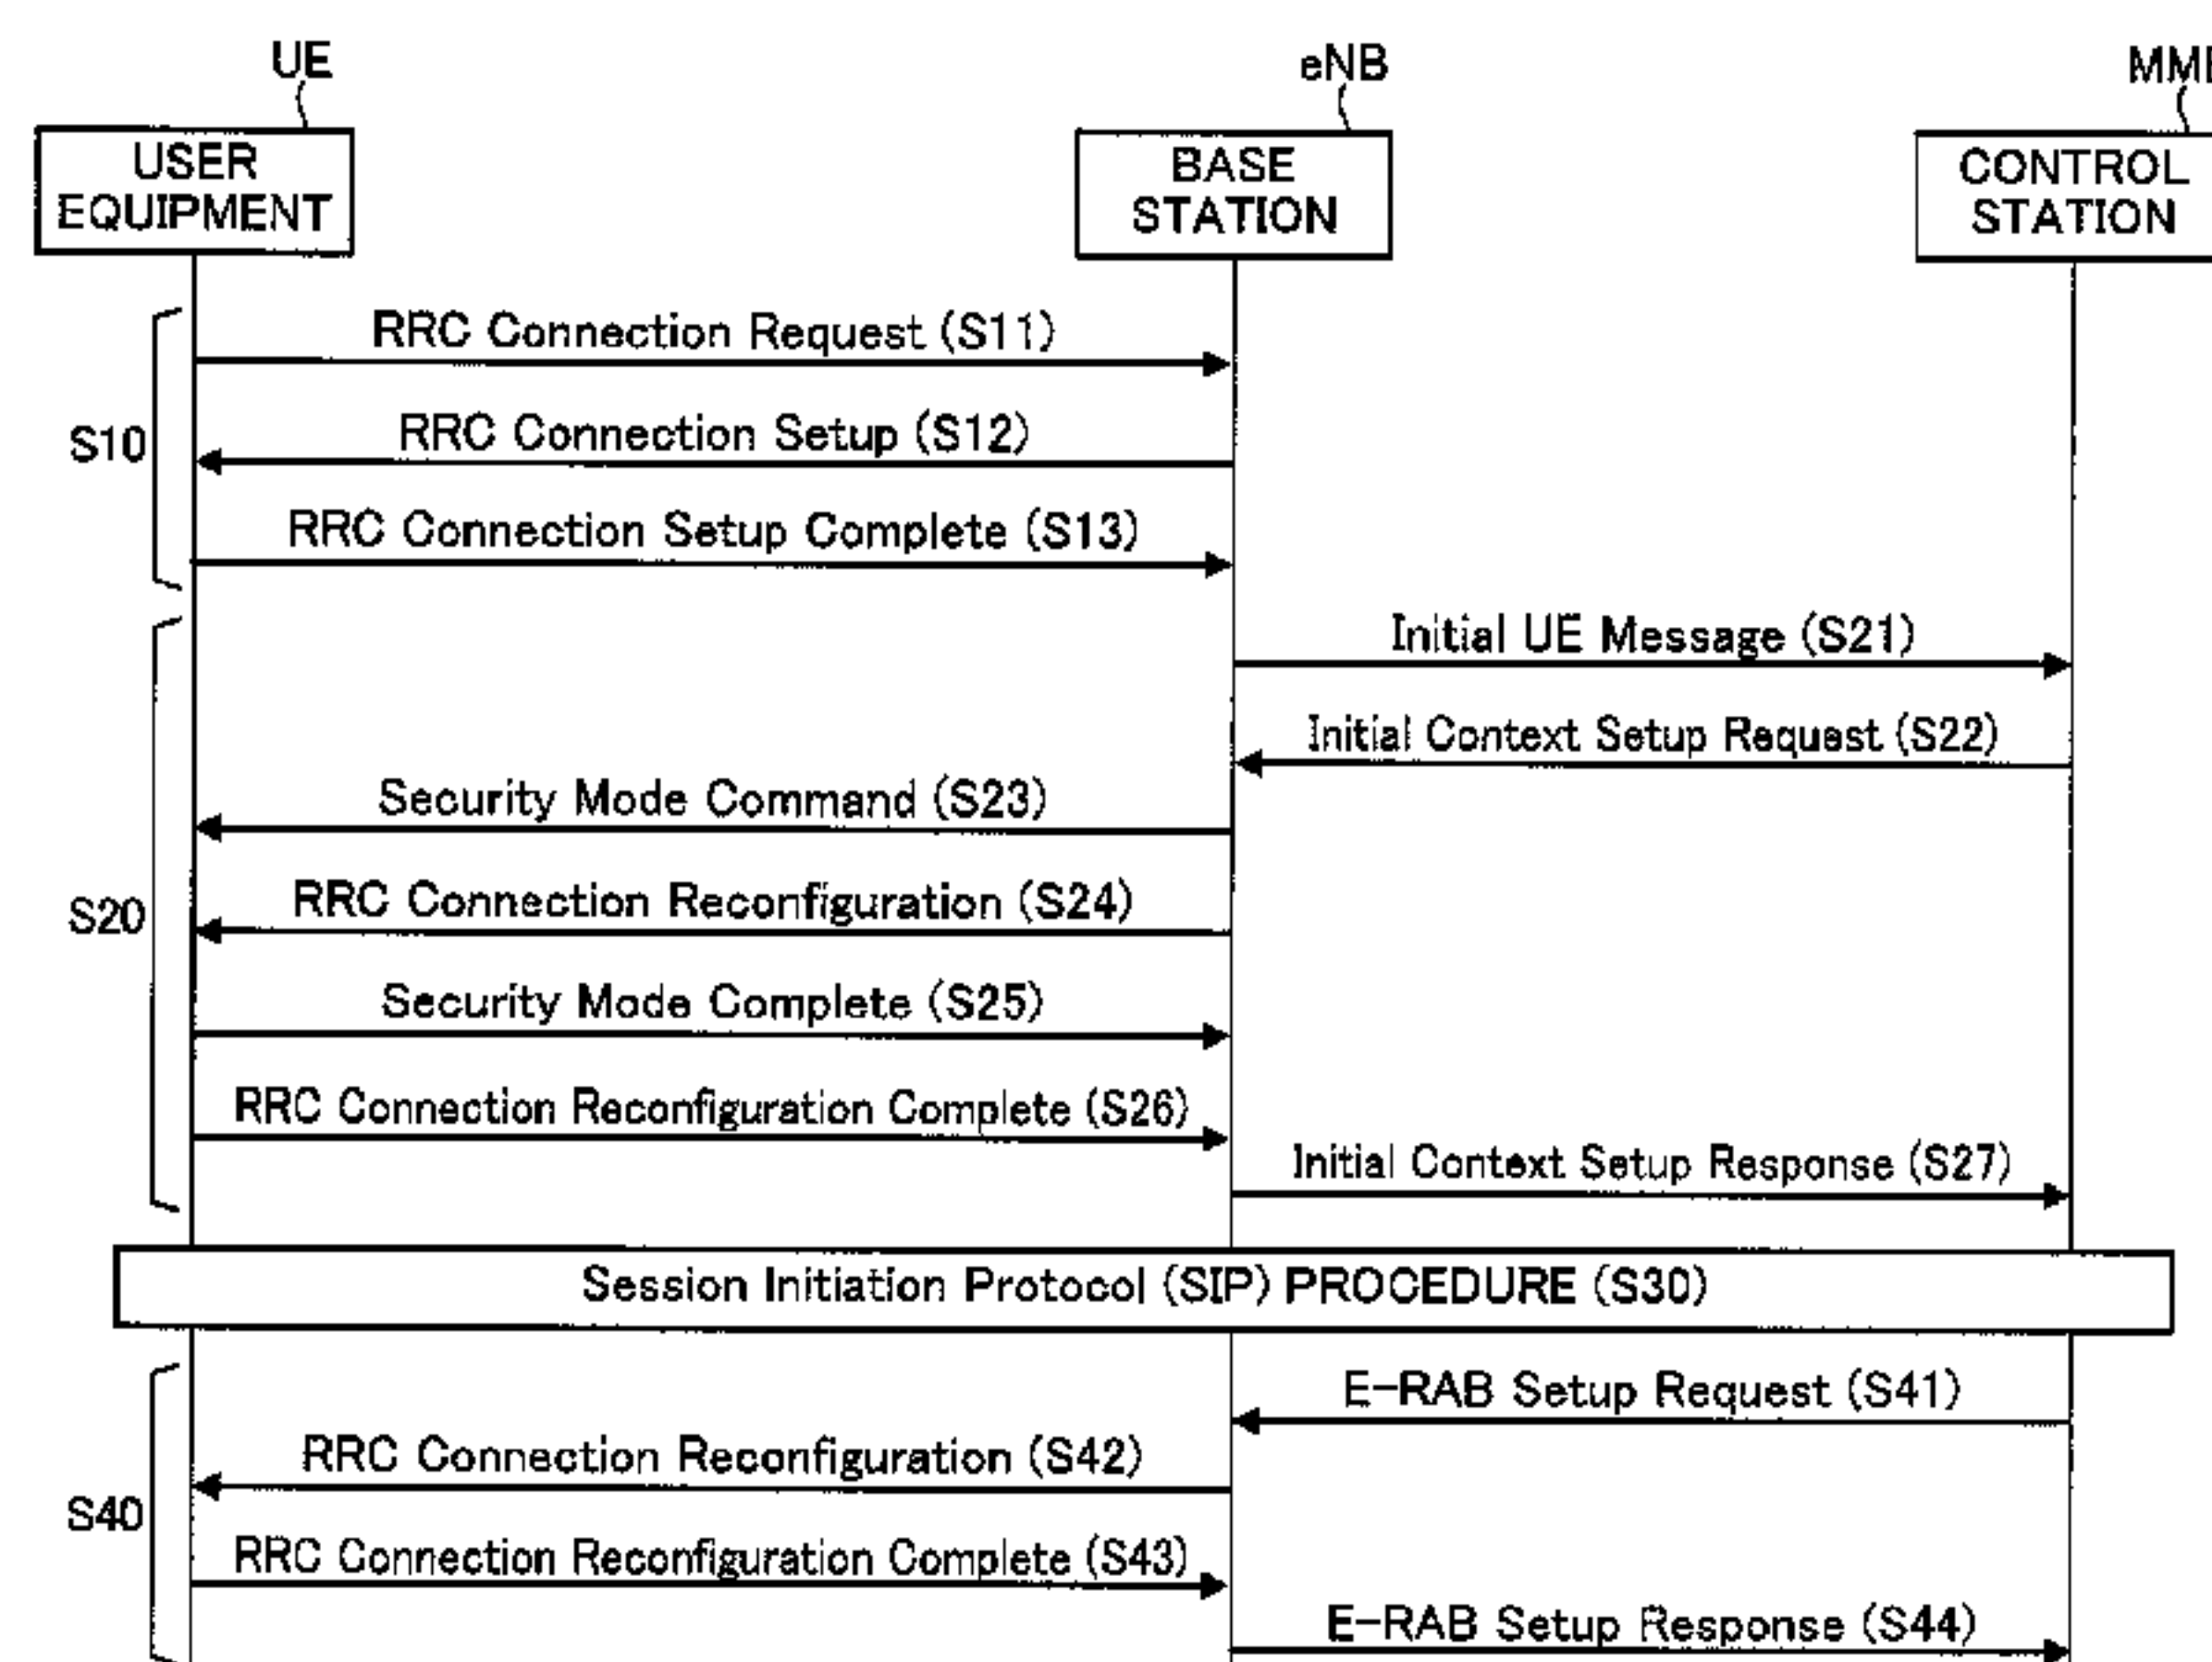 UE
eNB
MME
USER
EQUIPMENT
BASE
STATION
CONTROL
STATION
RRC Connection Request (S11)
RRC Connection Setup (S12)
S10
RRC Connection Setup Complete (S13)
Initial UE Message (S21)
Initial Context Setup Request (S22)
Security Mode Command (S23)
RRC Connection Reconfiguration (S24)
S20
Security Mode Complete (S25)
RRC Connection Reconfiguration Complete (S26)
Initial Context Setup Response (S27)
Session Initiation Protocol (SIP) PROCEDURE (S30)
E-RAB Setup Request (S41)
RRC Connection Reconfiguration (S42)
S40
RRC Connection Reconfiguration Complete (S43)
E-RAB Setup Response (S44)